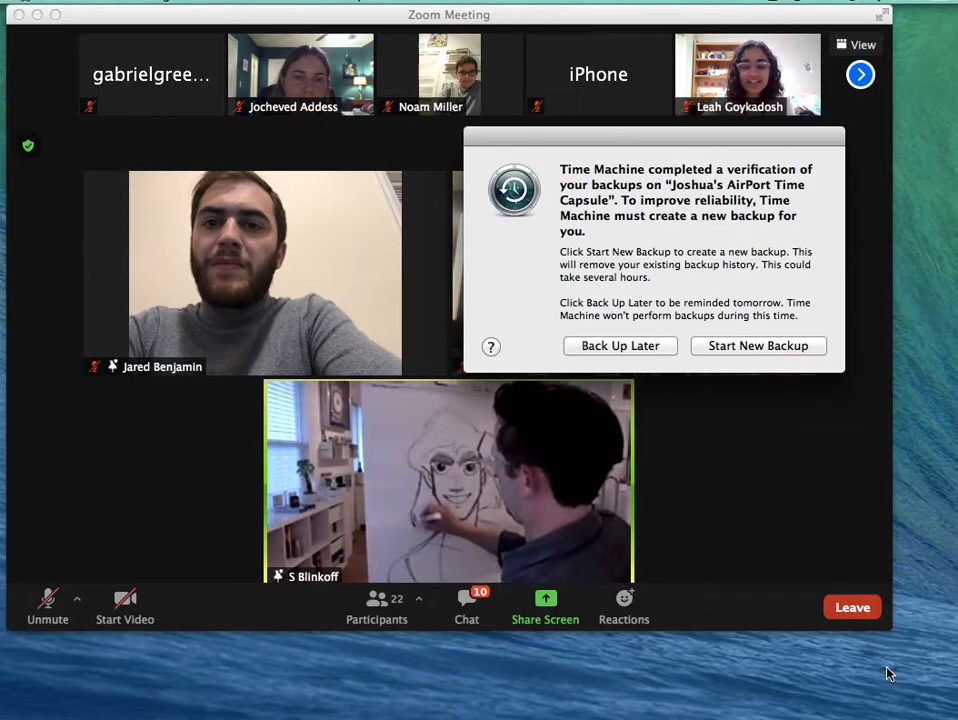 Zoom Meeting
gabrielgree...
Jocheved Addess
Noam Miller
iPhone
Leah Goykadosh
View
Time Machine completed a verification of
your backups on “Joshua's AirPort Time
Capsule”. To improve reliability, Time
Machine must create a new backup for
you.
Click Start New Backup to create a new backup. This
will remove your existing backup history. This could
take several hours.
Click Back Up Later to be reminded tomorrow. Time
Machine won't perform backups during this time.
?
Back Up Later
Start New Backup
Jared Benjamin
S Blinkoff
Unmute
Start Video
22
Participants
10
Chat
Share Screen
Reactions
Leave